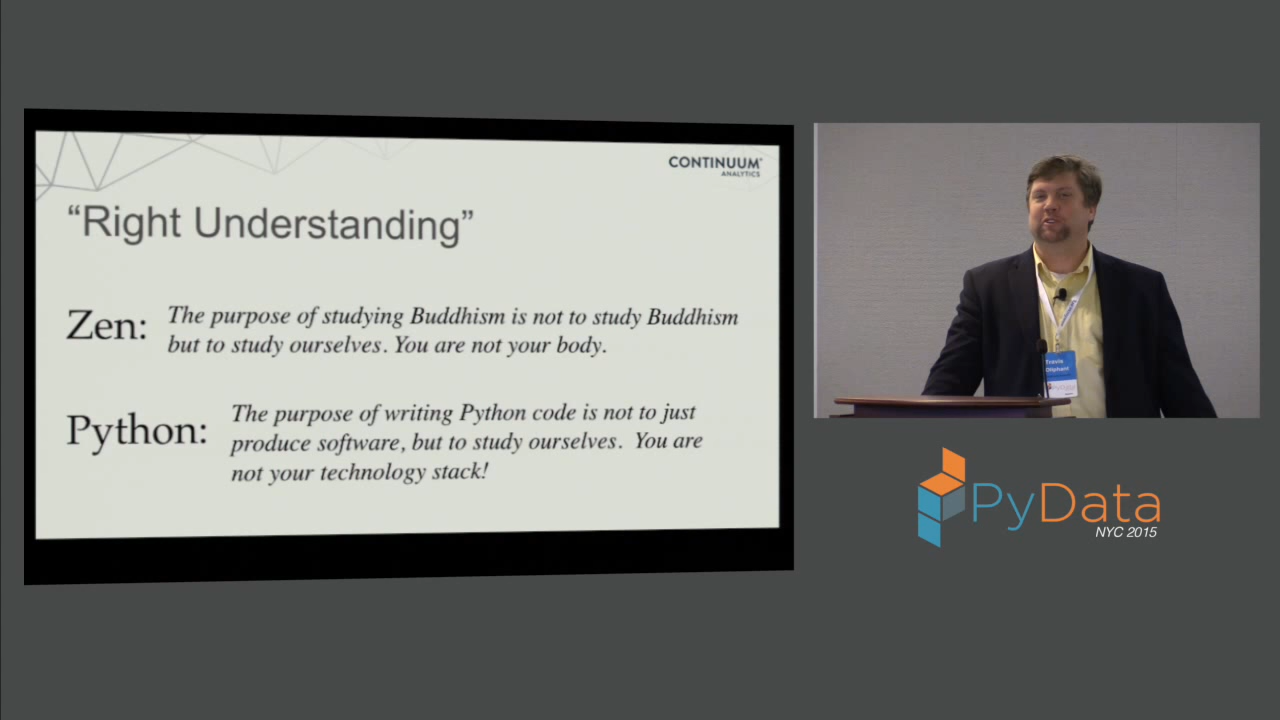 CONTINUUM
ANALYTICS
“Right Understanding”
Zen: The purpose of studying Buddhism is not to study Buddhism
but to study ourselves. You are not your body.
Python: The purpose of writing Python code is not to just
produce software, but to study ourselves. You are
not your technology stack!
Travis
Oliphant
PyData
NYC 2015